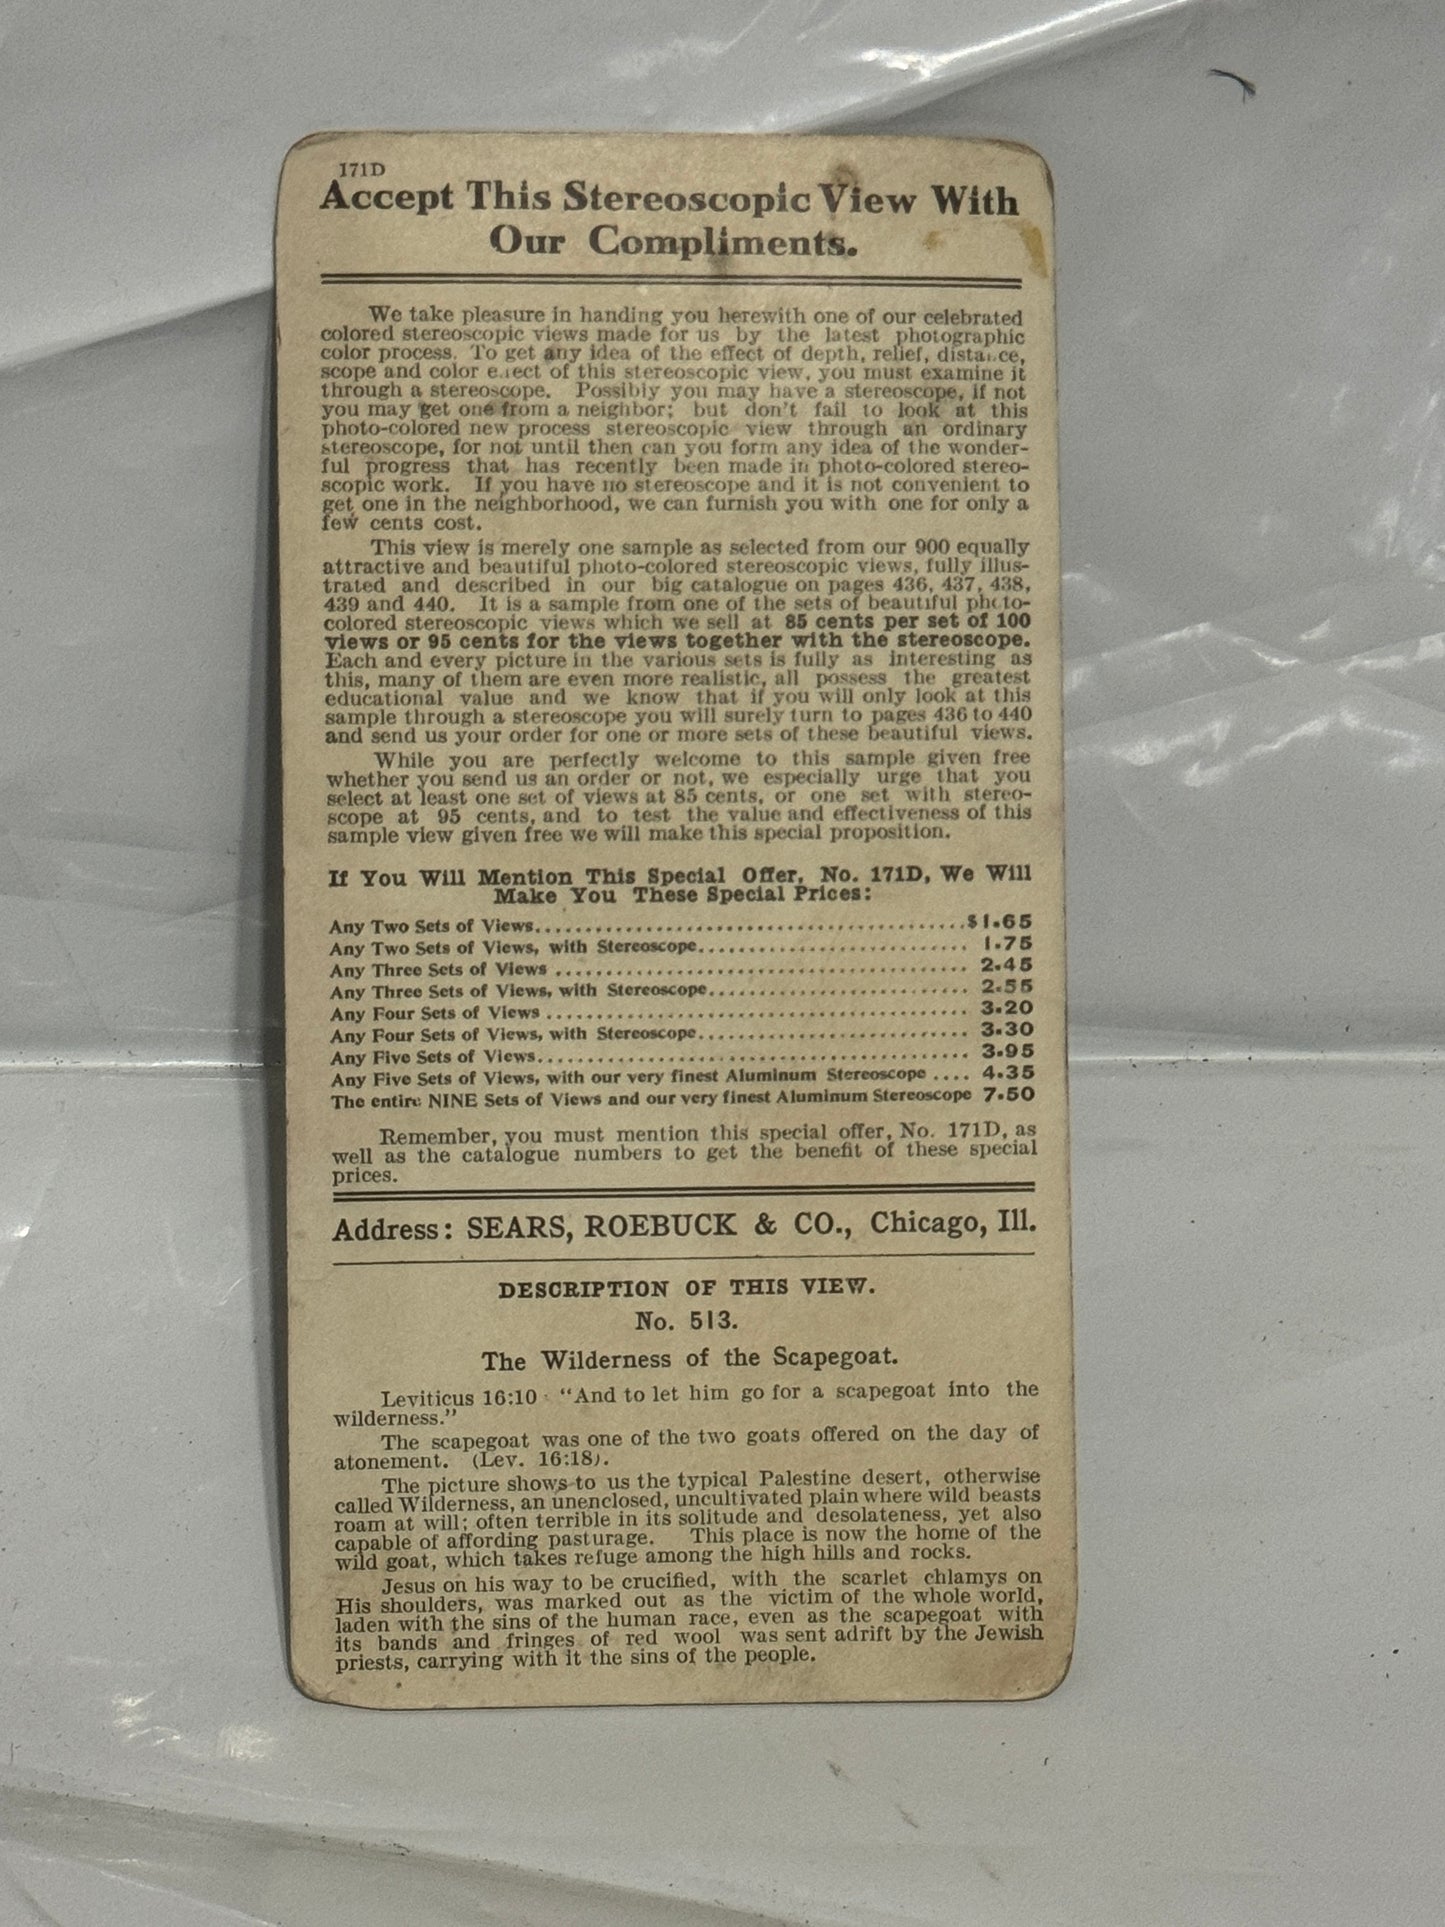 171D
Accept This Stereoscopic View With
Our Compliments.
We take pleasure in handing you herewith one of our celebrated
colored stereoscopic views made for us by the latest photographic
color process. To get any idea of the effect of depth, relief, distance,
scope and color effect of this stereoscopic view, you must examine it
through a stereoscope. Possibly you may have a stereoscope, if not
you may get one from a neighbor; but don't fail to look at this
photo-colored new process stereoscopic view through an ordinary
stereoscope, for not until then can you form any idea of the wonder-
ful progress that has recently been made in photo-colored stereo-
scopic work. If you have no stereoscope and it is not convenient to
get one in the neighborhood, we can furnish you with one for only a
few cents cost.
This view is merely one sample as selected from our 900 equally
attractive and beautiful photo-colored stereoscopic views, fully illus-
trated and described in our big catalogue on pages 436, 437, 438,
439 and 440. It is a sample from one of the sets of beautiful photo-
colored stereoscopic views which we sell at 85 cents per set of 100
views or 95 cents for the views together with the stereoscope.
Each and every picture in the various sets is fully as interesting as
this, many of them are even more realistic, all possess the greatest
educational value and we know that if you will only look at this
sample through a stereoscope you will surely turn to pages 436 to 440
and send us your order for one or more sets of these beautiful views.
While you are perfectly welcome to this sample given free
whether you send us an order or not, we especially urge that you
select at least one set of views at 85 cents, or one set with stereo-
scope at 95 cents, and to test the value and effectiveness of this
sample view given free we will make this special proposition.
If You Will Mention This Special Offer, No. 171D, We Will
Make You These Special Prices:
Any Two Sets of Views........................................$1.65
Any Two Sets of Views, with Stereoscope......................... 1.75
Any Three Sets of Views ...................................... 2.45
Any Three Sets of Views, with Stereoscope........................ 2.55
Any Four Sets of Views ....................................... 3.20
Any Four Sets of Views, with Stereoscope......................... 3.30
Any Five Sets of Views........................................ 3.95
Any Five Sets of Views, with our very finest Aluminum Stereoscope .... 4.35
The entire NINE Sets of Views and our very finest Aluminum Stereoscope 7.50
Remember, you must mention this special offer, No. 171D, as
well as the catalogue numbers to get the benefit of these special
prices.
Address: SEARS, ROEBUCK & CO., Chicago, Ill.
DESCRIPTION OF THIS VIEW.
No. 513.
The Wilderness of the Scapegoat.
Leviticus 16:10 "And to let him go for a scapegoat into the
wilderness."
The scapegoat was one of the two goats offered on the day of
atonement. (Lev. 16:18).
The picture shows to us the typical Palestine desert, otherwise
called Wilderness, an unenclosed, uncultivated plain where wild beasts
roam at will; often terrible in its solitude and desolateness, yet also
capable of affording pasturage. This place is now the home of the
wild goat, which takes refuge among the high hills and rocks.
Jesus on his way to be crucified, with the scarlet chlamys on
His shoulders, was marked out as the victim of the whole world,
laden with the sins of the human race, even as the scapegoat with
its bands and fringes of red wool was sent adrift by the Jewish
priests, carrying with it the sins of the people.